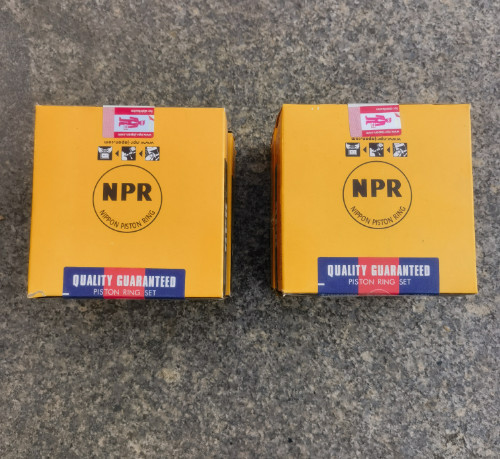 NPR
NIPPON PISTON RING
QUALITY GUARANTEED
PISTON RING SET
NPR
NIPPON PISTON RING
QUALITY GUARANTEED
PISTON RING SET